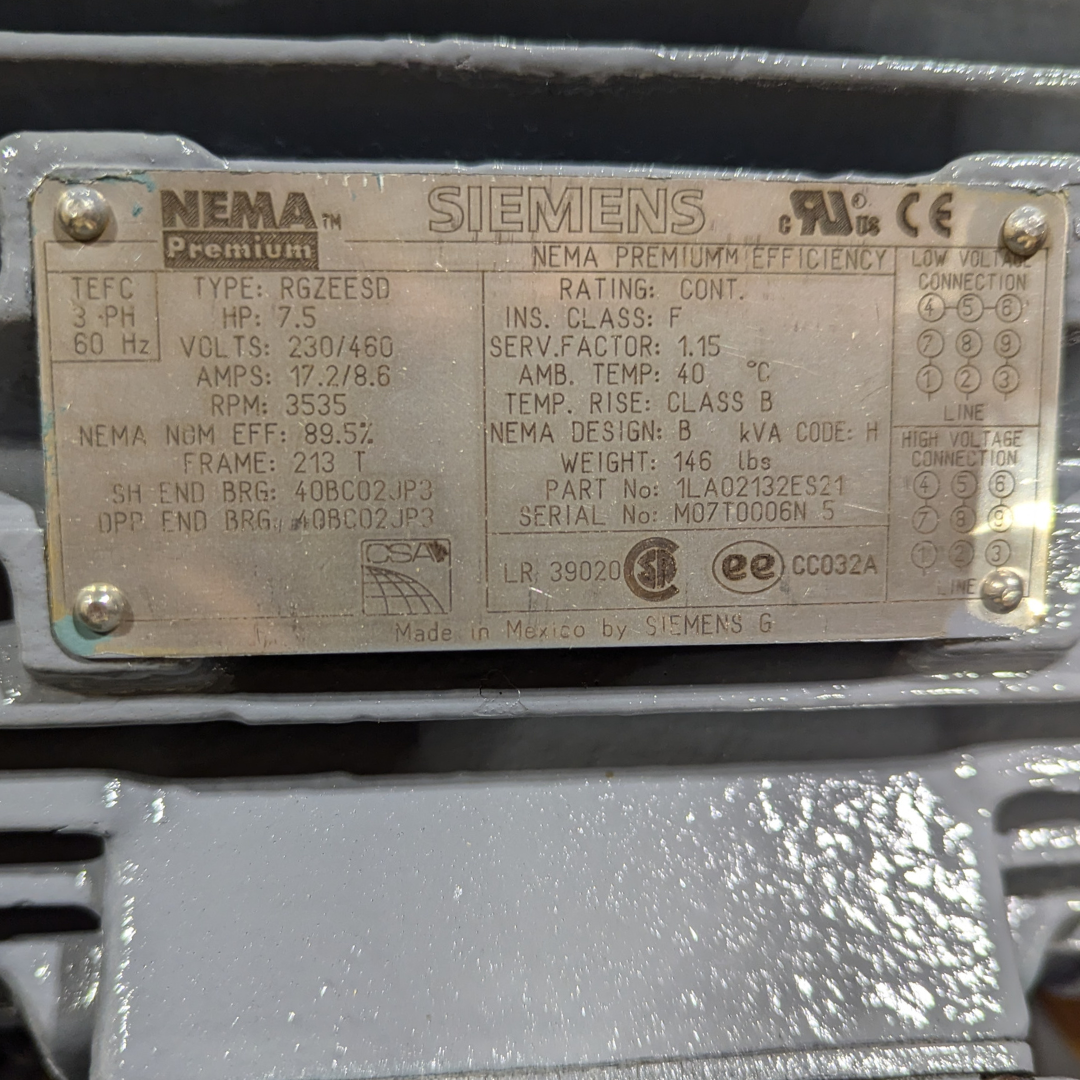 NEMA™
Premium
SIEMENS
c RU ® US CE
NEMA PREMIUMM EFFICIENCY
TEFC
3 PH
60 Hz
TYPE: RGZEESD
HP: 7.5
VOLTS: 230/460
AMPS: 17.2/8.6
RPM: 3535
NEMA NOM EFF: 89.5%
FRAME: 213 T
SH END BRG: 40BC02JP3
OPP END BRG: 40BC02JP3
CSA
RATING: CONT.
INS. CLASS: F
SERV.FACTOR: 1.15
AMB. TEMP: 40 °C
TEMP. RISE: CLASS B
NEMA DESIGN: B kVA CODE: H
WEIGHT: 146 lbs
PART No: 1LA02132ES21
SERIAL No: M07T0006N 5
LR 39020 SP ee CC032A
LOW VOLTAGE
CONNECTION
4-5-6
7 8 9
1 2 3
LINE
HIGH VOLTAGE
CONNECTION
4 5 6
7 8 9
1 2 3
LINE
Made in Mexico by SIEMENS G